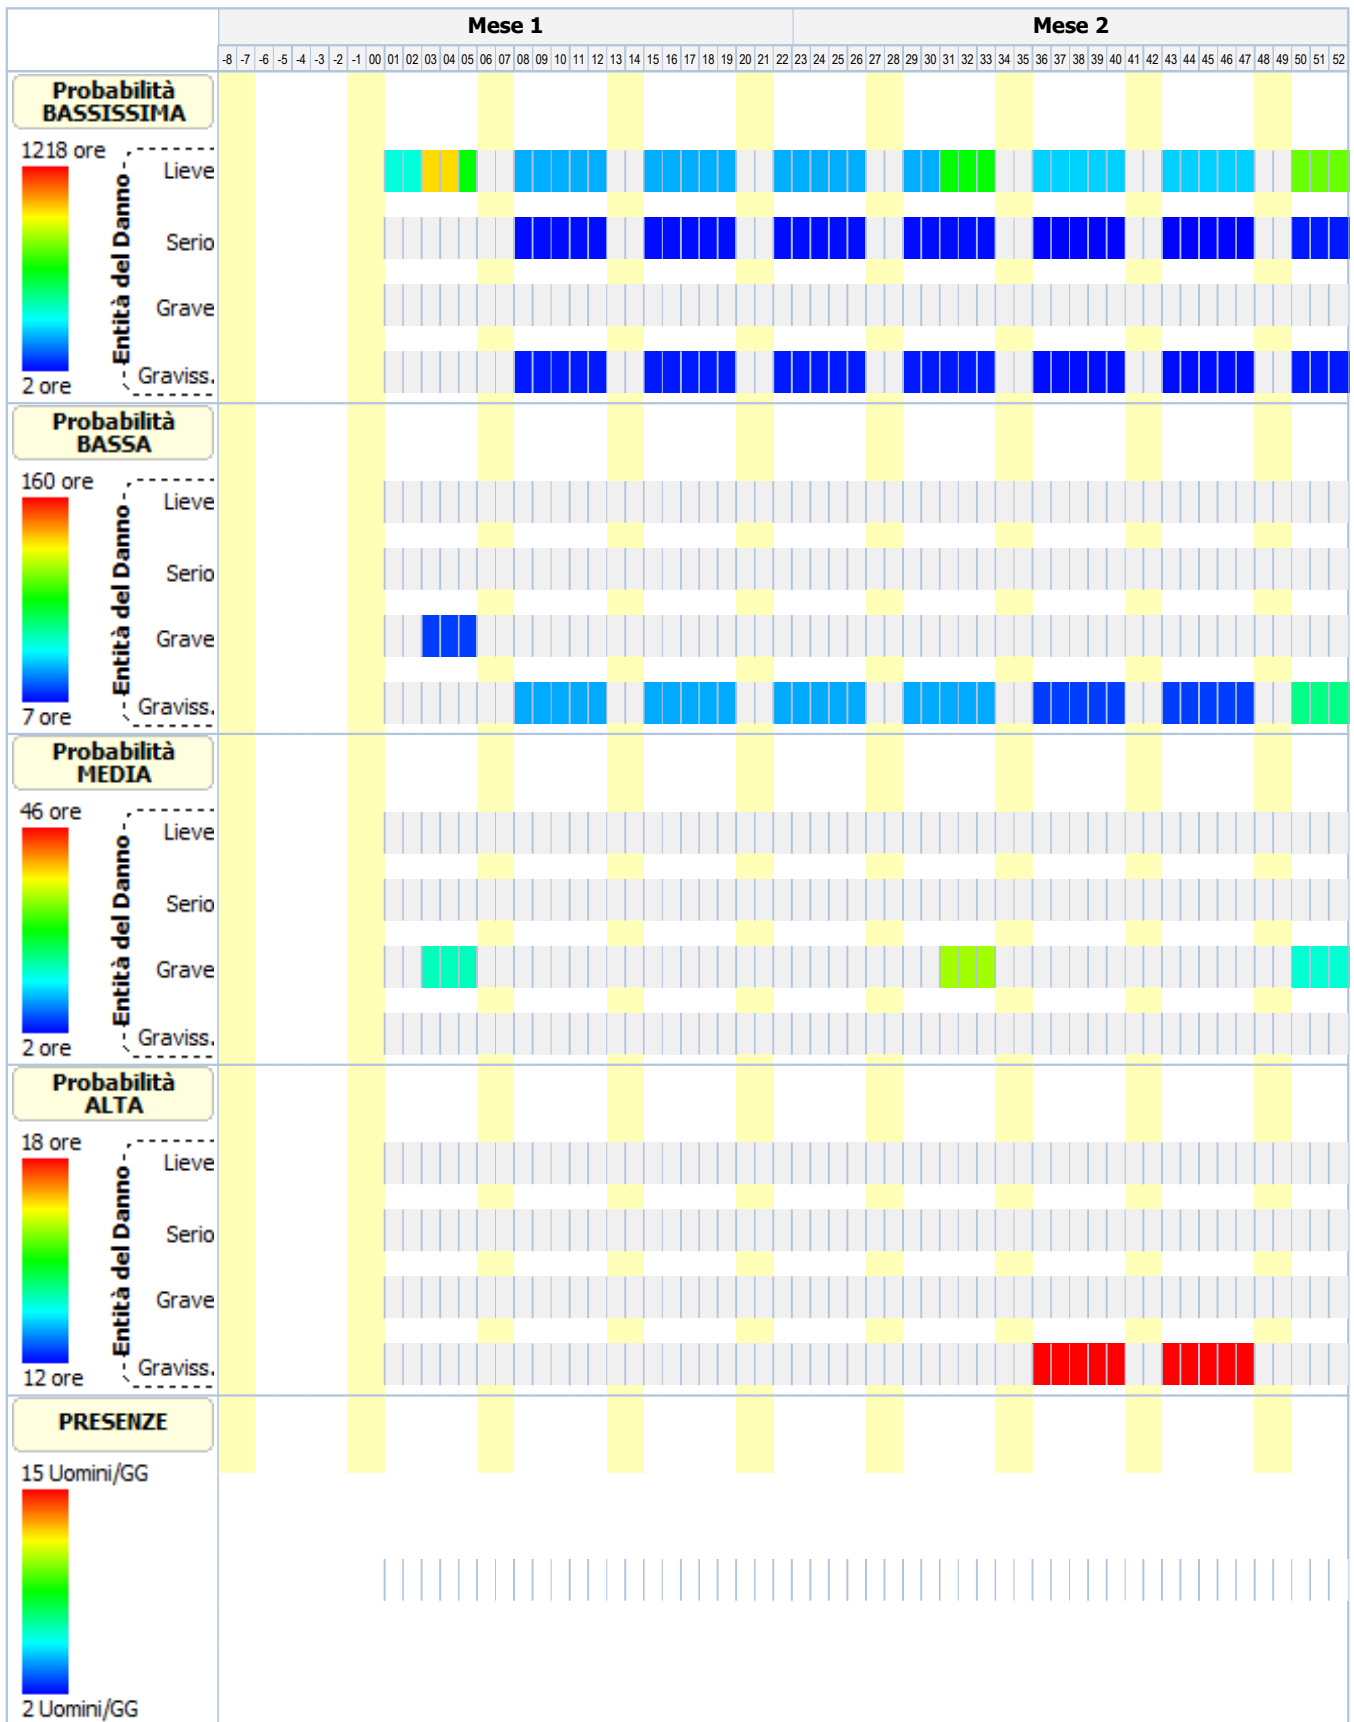 Mese 1 Mese 2
-8 -7 -6 -5 -4 -3 -2 -1 00 01 02 03 04 05 06 07 08 09 10 11 12 13 14 15 16 17 18 19 20 21 22 23 24 25 26 27 28 29 30 31 32 33 34 35 36 37 38 39 40 41 42 43 44 45 46 47 48 49 50 51 52
Probabilità
BASSISSIMA
1218 ore
Entità del Danno
Lieve
Serio
Grave
Graviss.
2 ore
Probabilità
BASSA
160 ore
Entità del Danno
Lieve
Serio
Grave
Graviss.
7 ore
Probabilità
MEDIA
46 ore
Entità del Danno
Lieve
Serio
Grave
Graviss.
2 ore
Probabilità
ALTA
18 ore
Entità del Danno
Lieve
Serio
Grave
Graviss.
12 ore
PRESENZE
15 Uomini/GG
2 Uomini/GG